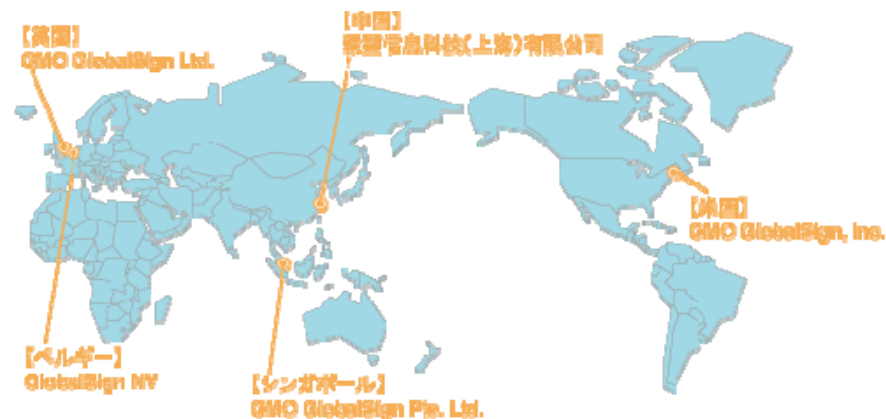 【英国】
GMO GlobalSign Ltd.
【中国】
信息科技(上海)有限公司
【米国】
GMO GlobalSign, Inc.
【ベルギー】
GlobalSign NV
【シンガポール】
GMO GlobalSign Pte. Ltd.